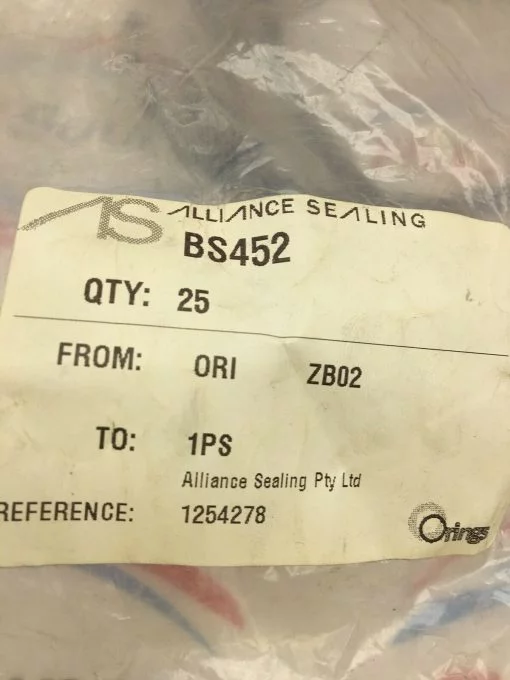 AS ALLIANCE SEALING
BS452
QTY: 25
FROM: ORI ZB02
TO: 1PS
Alliance Sealing Pty Ltd
REFERENCE: 1254278
Orings